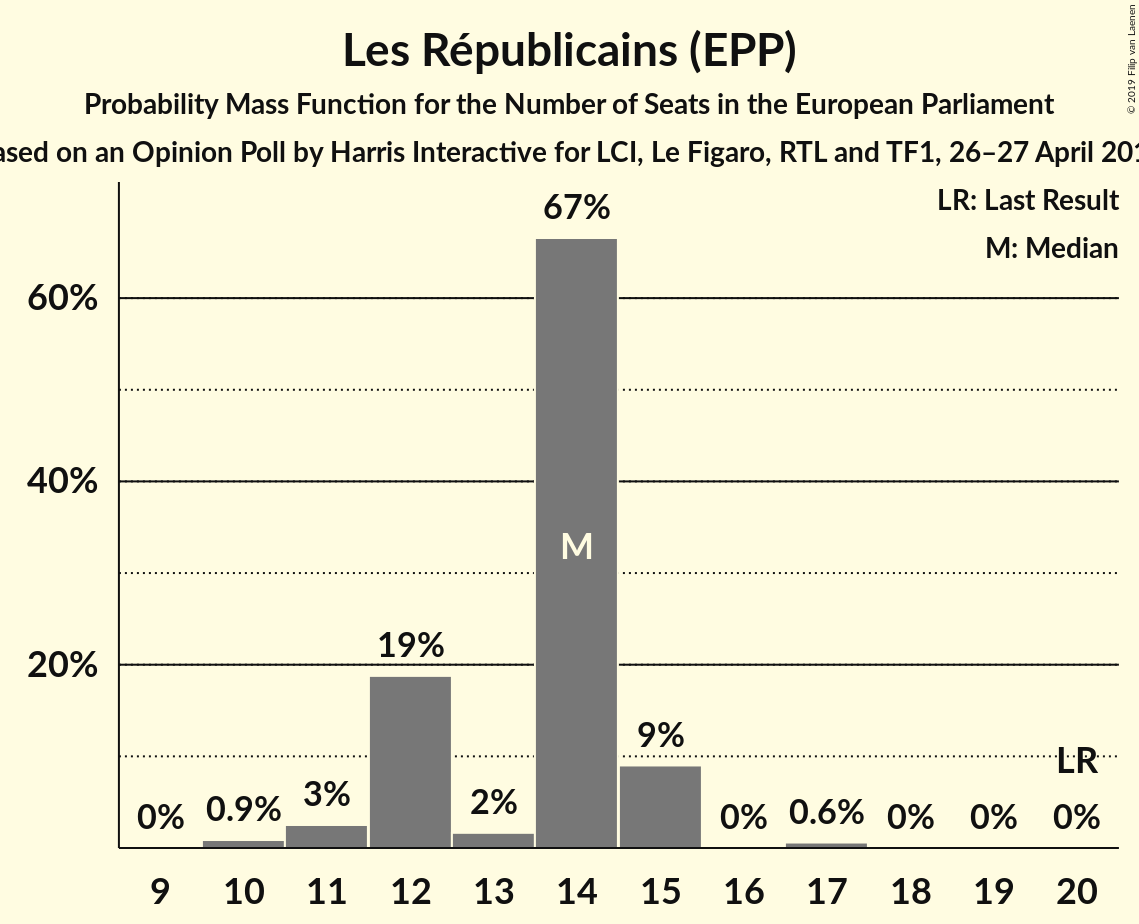 Les Républicains (EPP)
Probability Mass Function for the Number of Seats in the European Parliament
on an Opinion Poll by Harris Interactive for LCI, Le Figaro, RTL and TF1, 26–27 April
© 2019 Filip van Laenen
LR: Last Result
M: Median
60%
40%
20%
0%
0.9%
3%
19%
2%
67%
M
9%
0%
0.6%
0%
0%
LR
0%
9 10 11 12 13 14 15 16 17 18 19 20